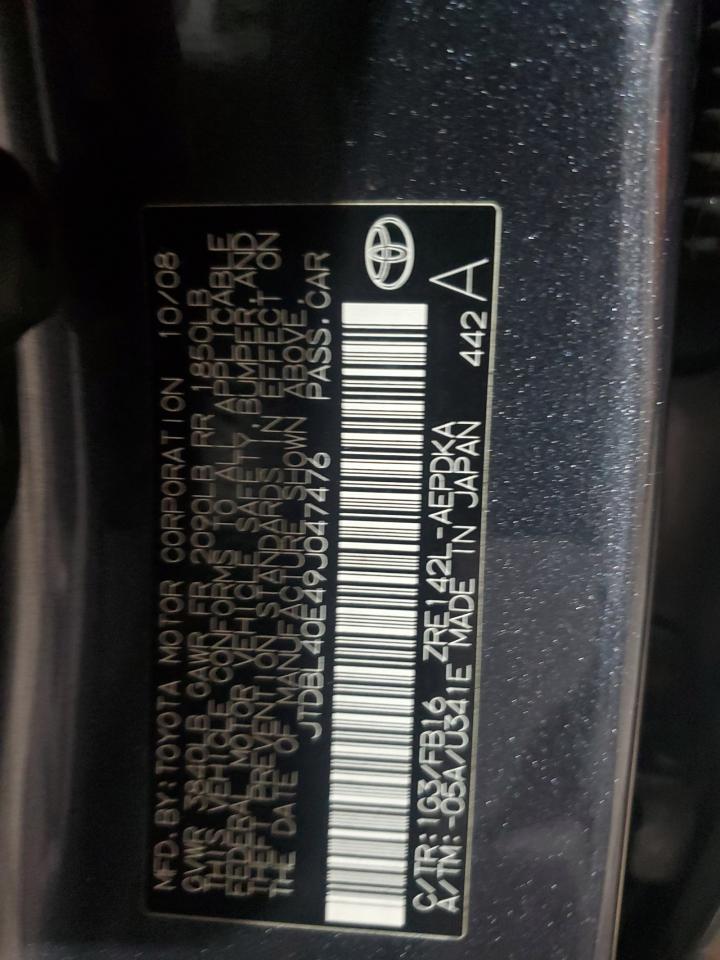 MFD. BY: TOYOTA MOTOR CORPORATION 10/08
GVWR 3840LB GAWR FR 2090LB RR 1850LB
THIS VEHICLE CONFORMS TO ALL APPLICABLE
FEDERAL MOTOR VEHICLE SAFETY, BUMPER, AND
THEFT PREVENTION STANDARDS IN EFFECT ON
THE DATE OF MANUFACTURE SHOWN ABOVE.
JTDBL40E49J047476 PASS. CAR
C/TR: 1G3/FB16 ZRE142L-AEPDKA 442
A/TM: -05A/U341E MADE IN JAPAN A